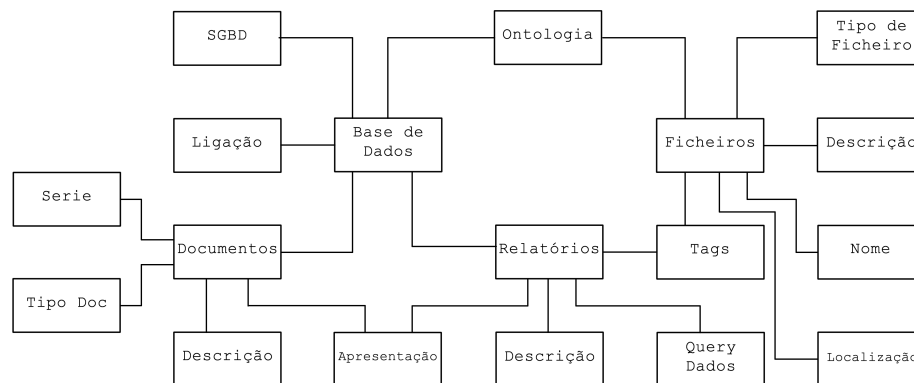 SGBD
Ontologia
Tipo de
Ficheiro
Ligação
Base de
Dados
Ficheiros
Descrição
Serie
Documentos
Relatórios
Tags
Nome
Tipo Doc
Descrição
Apresentação
Descrição
Query
Dados
Localização